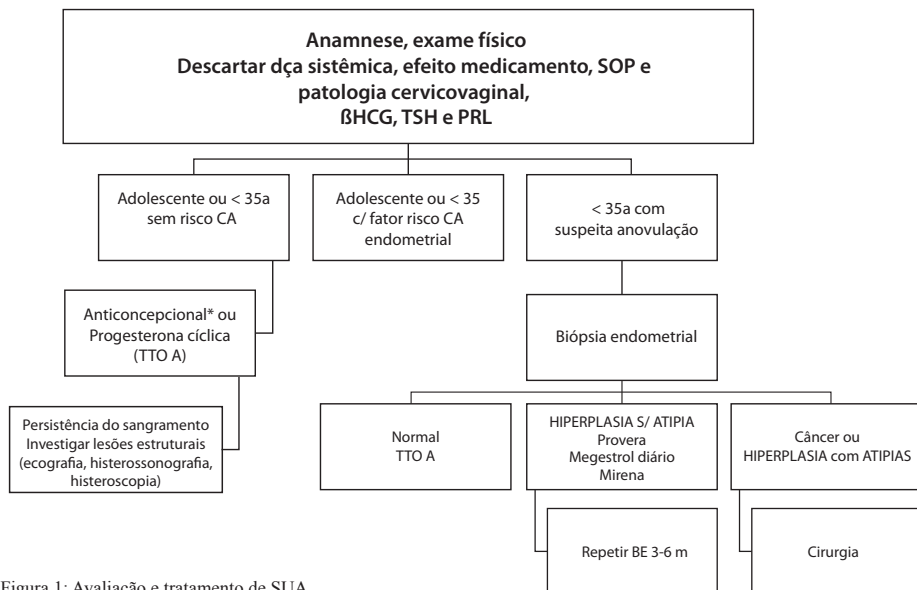 Anamnese, exame físico
Descartar dça sistêmica, efeito medicamento, SOP e
patologia cervicovaginal,
ßHCG, TSH e PRL
Adolescente ou < 35a
sem risco CA
Adolescente ou < 35
c/ fator risco CA
endometrial
< 35a com
suspeita anovulação
Anticoncepcional* ou
Progesterona cíclica
(TTO A)
Biópsia endometrial
Persistência do sangramento
Investigar lesões estruturais
(ecografia, histerossonografia,
histeroscopia)
Normal
TTO A
HIPERPLASIA S/ ATIPIA
Provera
Megestrol diário
Mirena
Câncer ou
HIPERPLASIA com ATIPIAS
Repetir BE 3-6 m
Cirurgia
Figura 1: Avaliação e tratamento de SUA